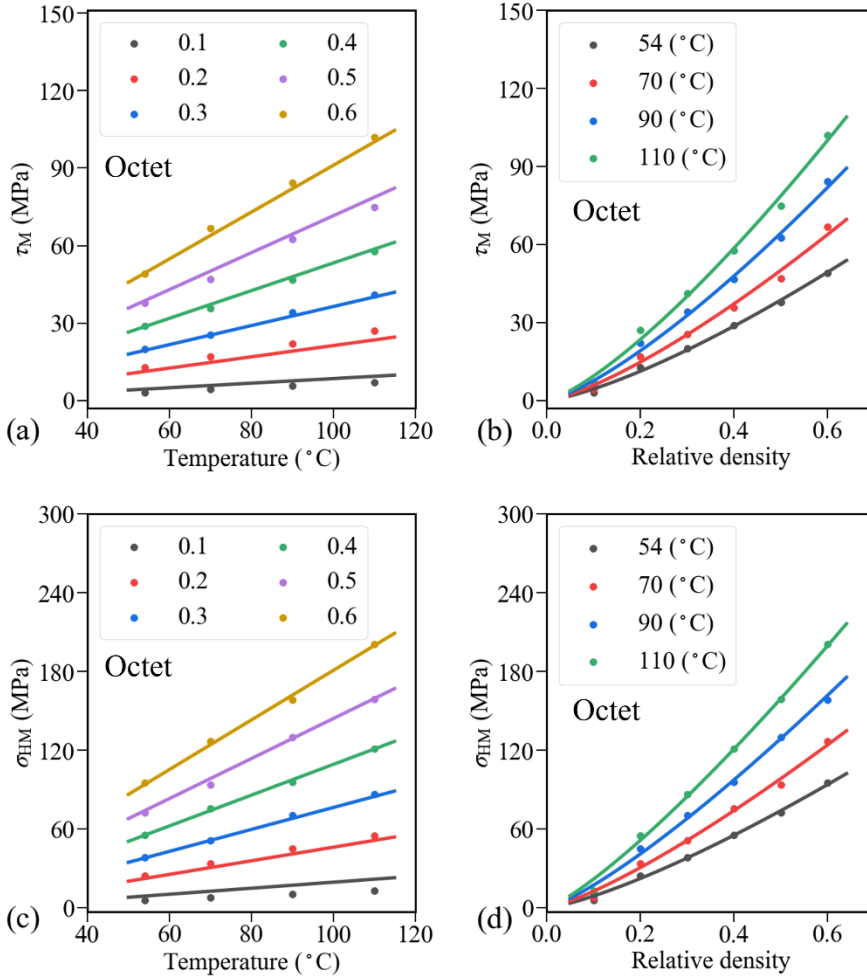 150
120
90
60
30
0
τM (MPa)
0.1 0.4
0.2 0.5
0.3 0.6
Octet
(a)
40 60 80 100 120
Temperature (°C)
150
120
90
60
30
0
τM (MPa)
54 (°C)
70 (°C)
90 (°C)
110 (°C)
Octet
(b)
0.0 0.2 0.4 0.6
Relative density
300
240
180
120
60
0
σHM (MPa)
0.1 0.4
0.2 0.5
0.3 0.6
Octet
(c)
40 60 80 100 120
Temperature (°C)
300
240
180
120
60
0
σHM (MPa)
54 (°C)
70 (°C)
90 (°C)
110 (°C)
Octet
(d)
0.0 0.2 0.4 0.6
Relative density